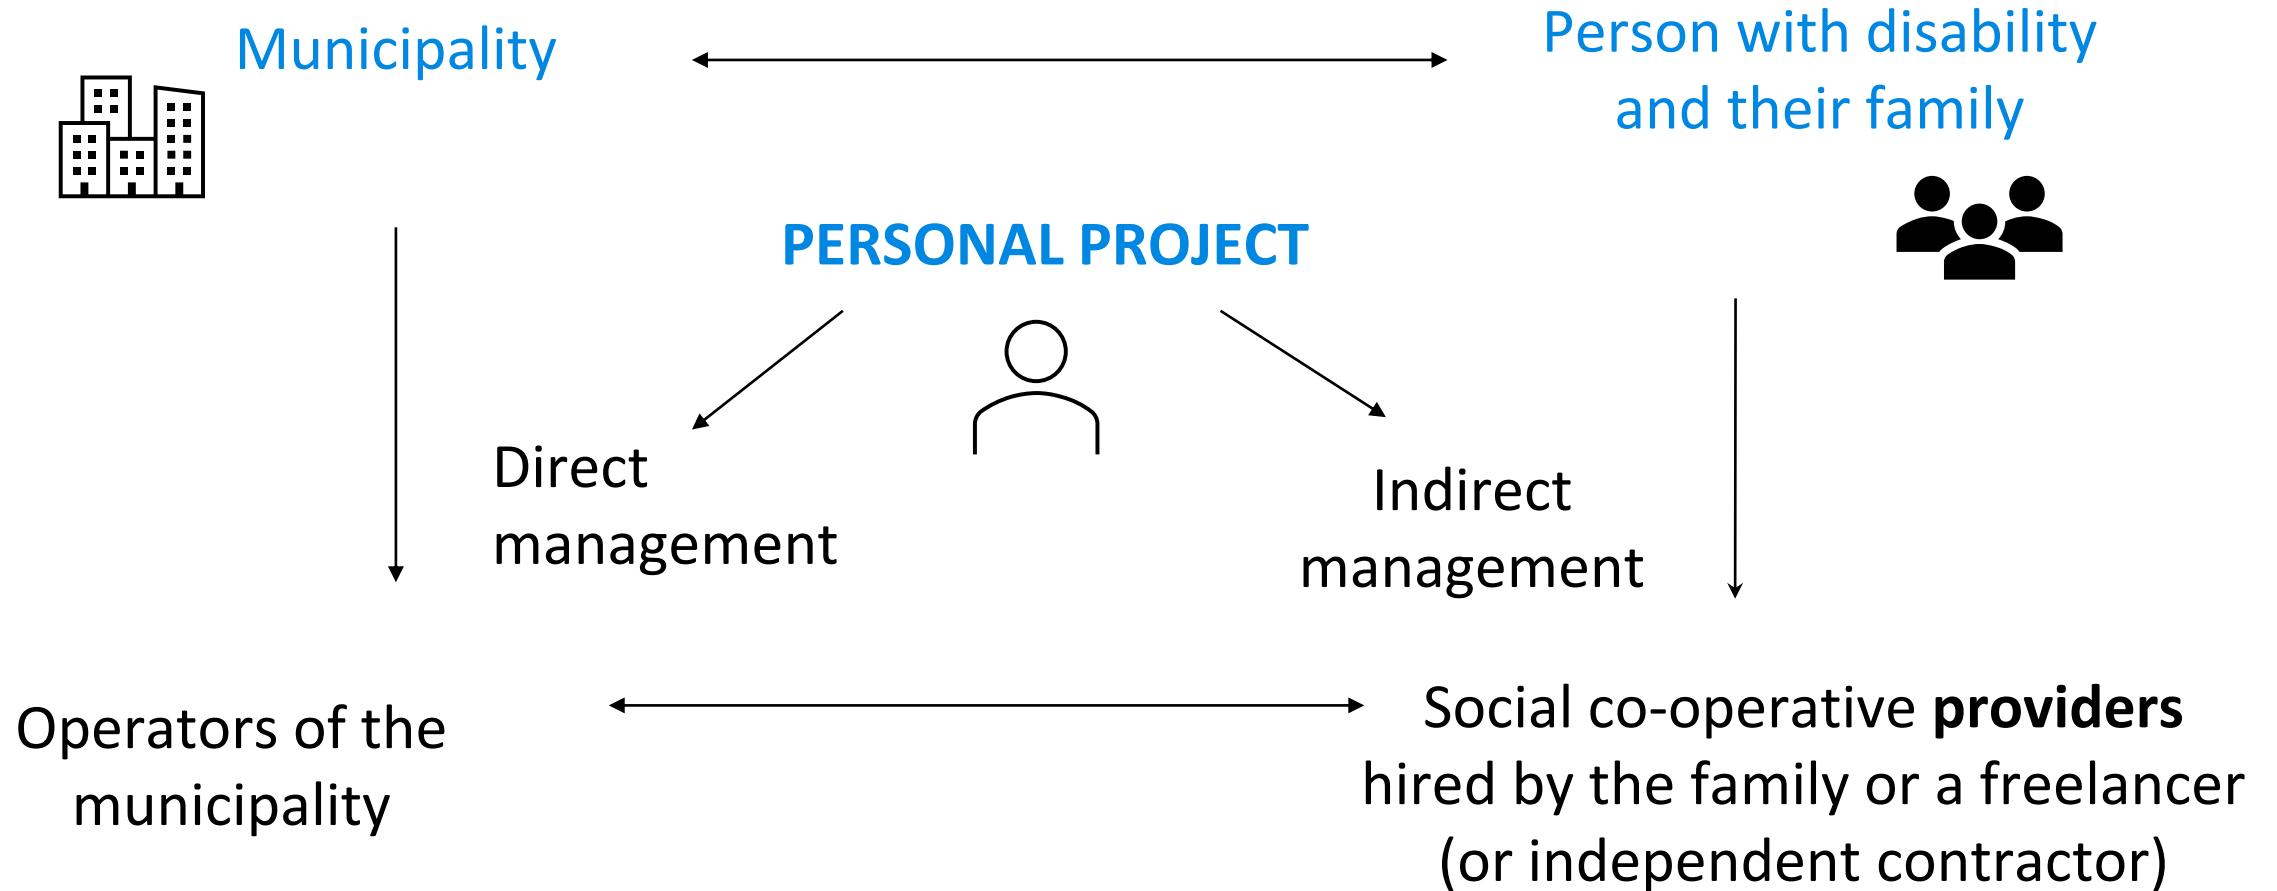 Municipality
Person with disability
and their family
PERSONAL PROJECT
Direct
management
Indirect
management
Operators of the
municipality
Social co-operative providers
hired by the family or a freelancer
(or independent contractor)